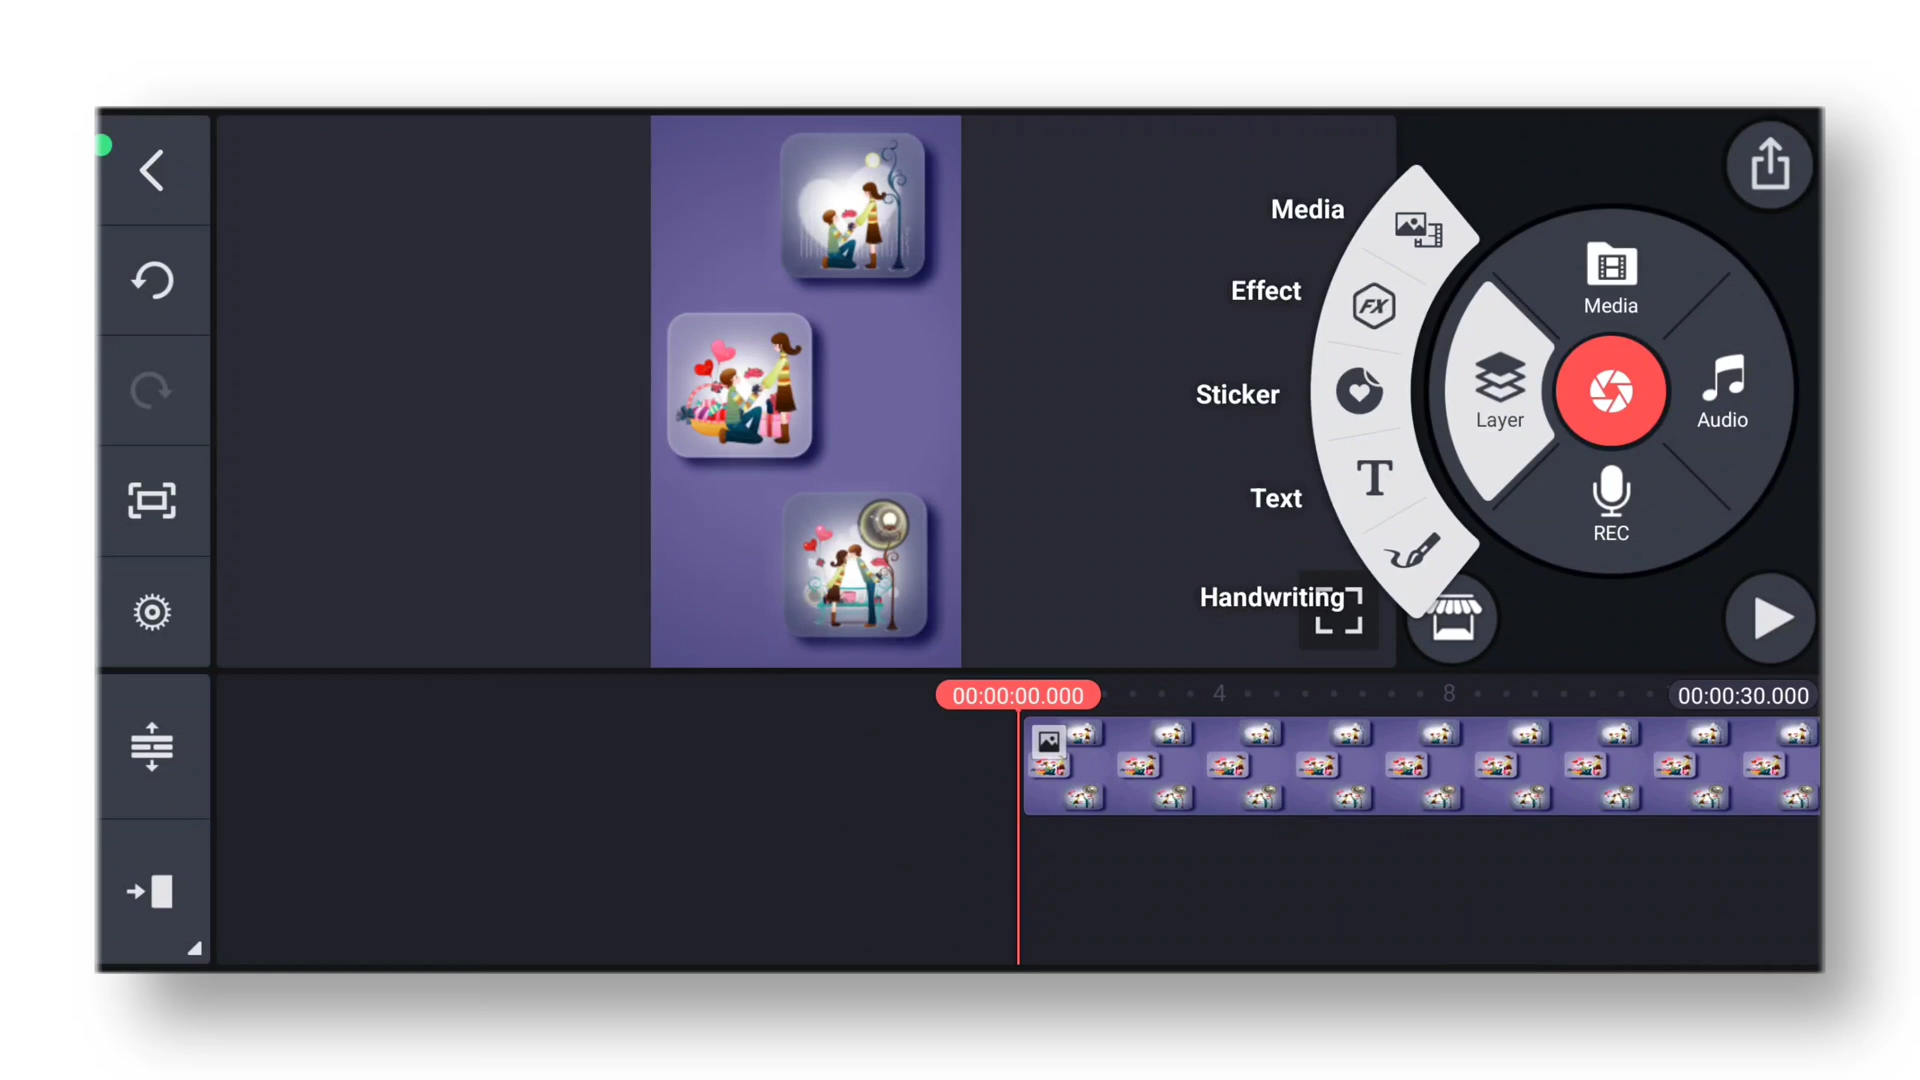 Media
Effect
Sticker
Text
Handwriting
FX
T
Media
Layer
Audio
REC
00:00:00.000
4
8
00:00:30.000